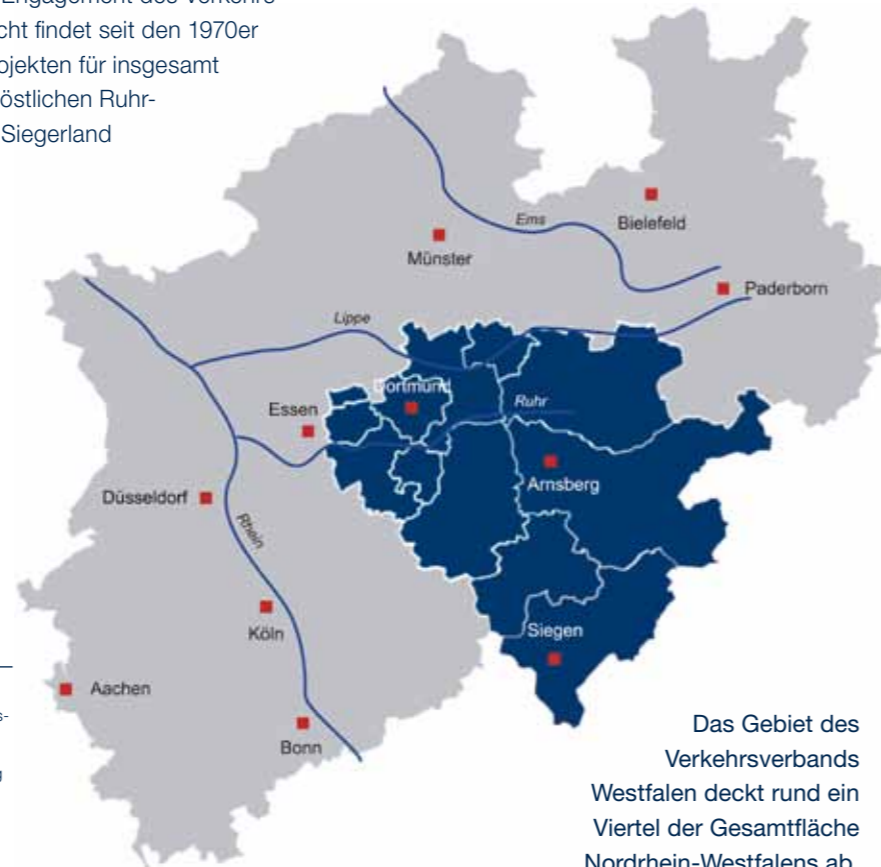 Engagement des Verkehrs-
cht findet seit den 1970er
ojekten für insgesamt
östlichen Ruhr-
Siegerland
Ems
Bielefeld
Münster
Paderborn
Lippe
Dortmund
Essen
Ruhr
Arnsberg
Düsseldorf
Rhein
Köln
Siegen
Aachen
s-
Bonn
g
Das Gebiet des
Verkehrsverbands
Westfalen deckt rund ein
Viertel der Gesamtfläche
Nordrhein-Westfalens ab.